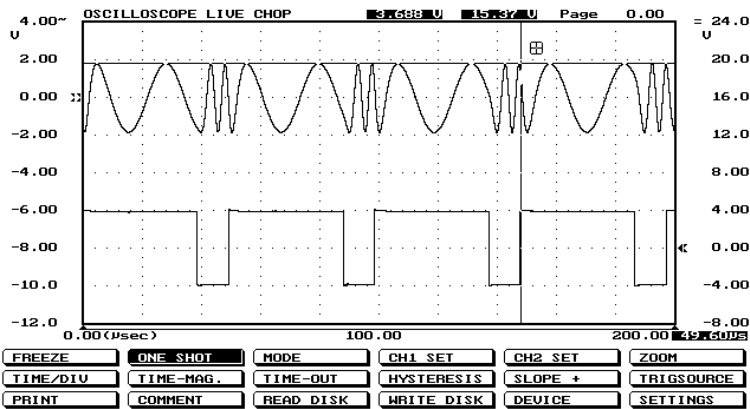 OSCILLOSCOPE LIVE CHOP 3.688 V 15.37 V Page 0.00
4.00~ = 24.0
V V
2.00 20.0
0.00 16.0
-2.00 12.0
-4.00 8.00
-6.00 4.00
-8.00 0.00
-10.0 -4.00
-12.0 -8.00
0.00(µsec) 100.00 200.00 49.60µs
FREEZE ONE SHOT MODE CH1 SET CH2 SET ZOOM
TIME/DIV TIME-MAG. TIME-OUT HYSTERESIS SLOPE + TRIGSOURCE
PRINT COMMENT READ DISK WRITE DISK DEVICE SETTINGS